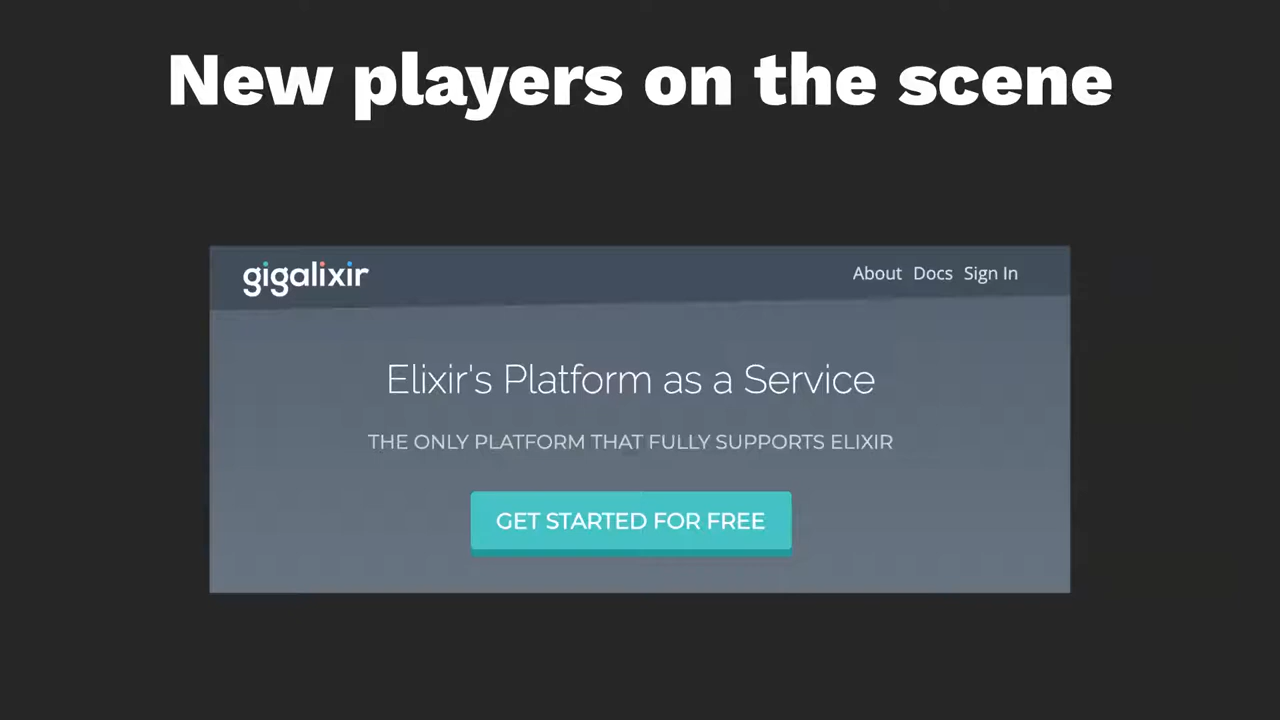 New players on the scene
gigalixir
About Docs Sign In
Elixir's Platform as a Service
THE ONLY PLATFORM THAT FULLY SUPPORTS ELIXIR
GET STARTED FOR FREE